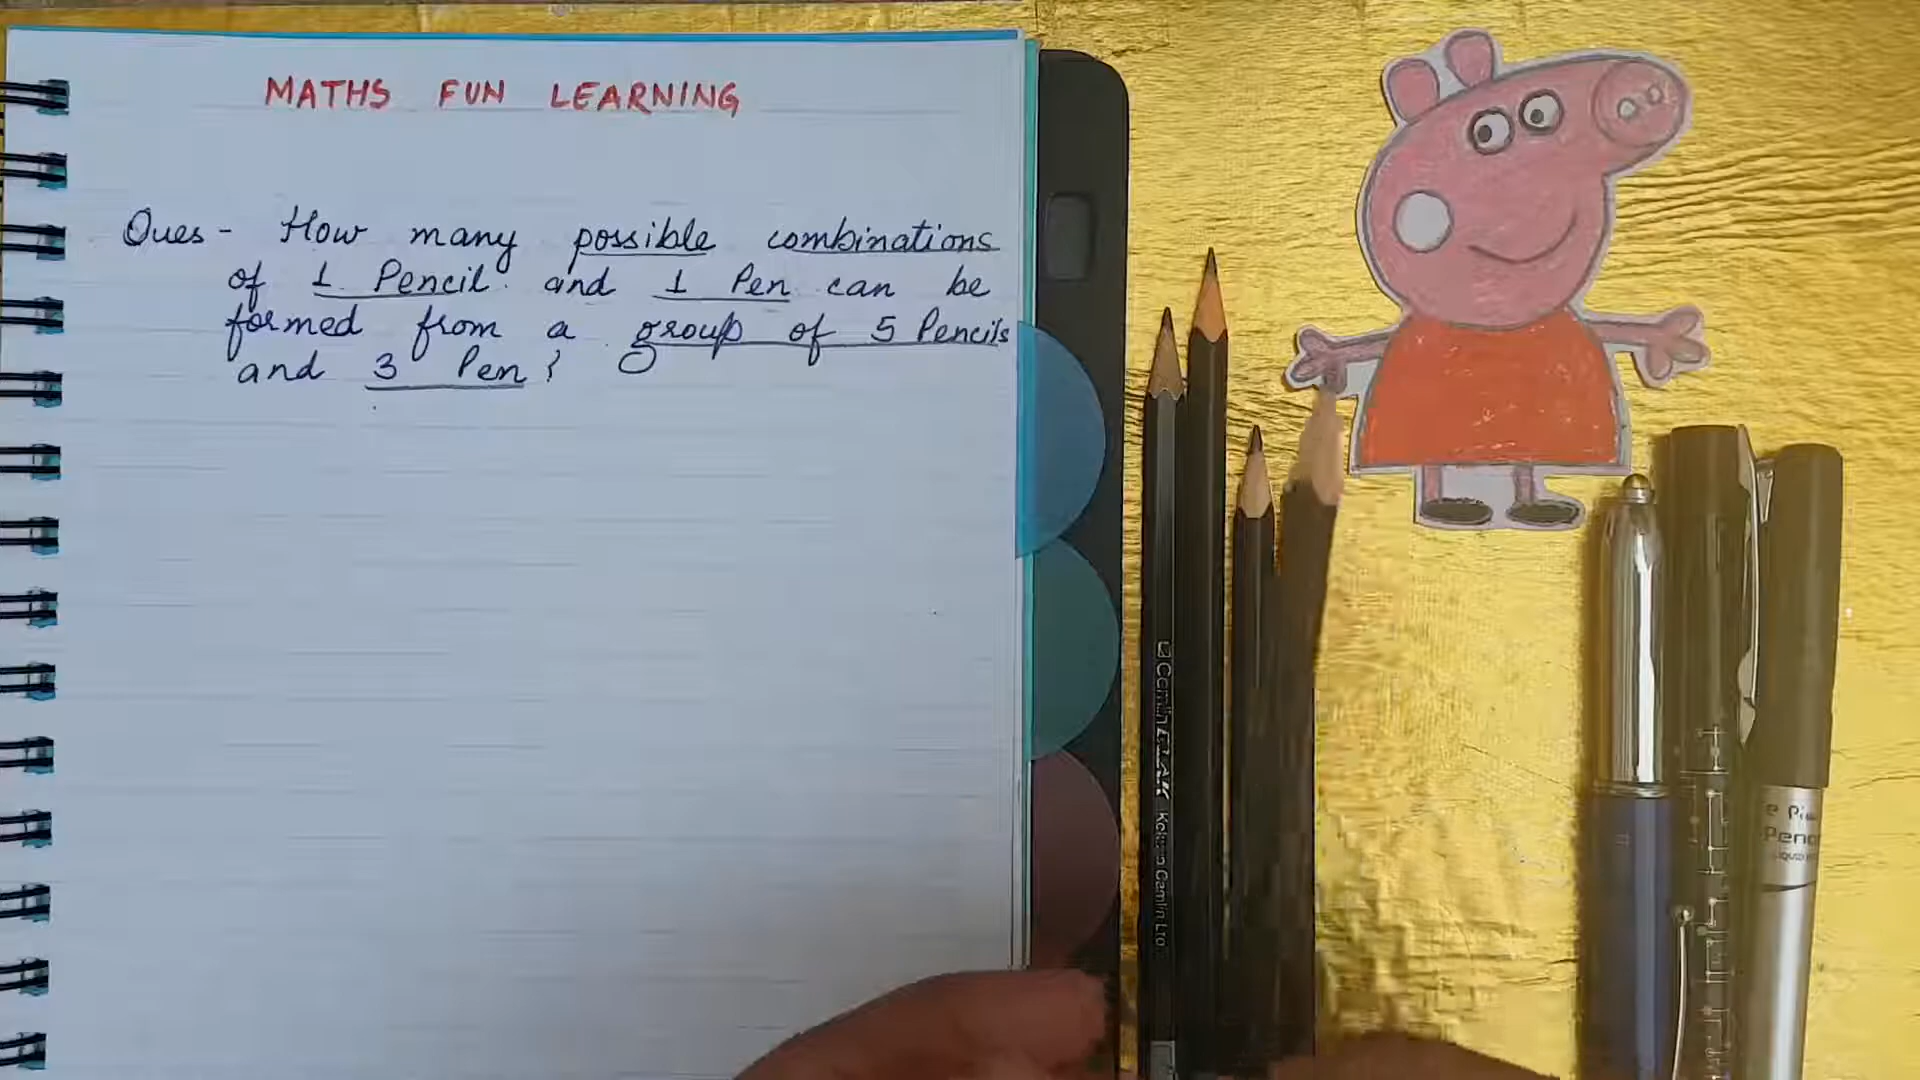 MATHS FUN LEARNING
Ques - How many possible combinations
of 1 Pencil and 1 Pen can be
formed from a group of 5 Pencils
and 3 Pen?
Camlin
Kokuyo Camlin Ltd